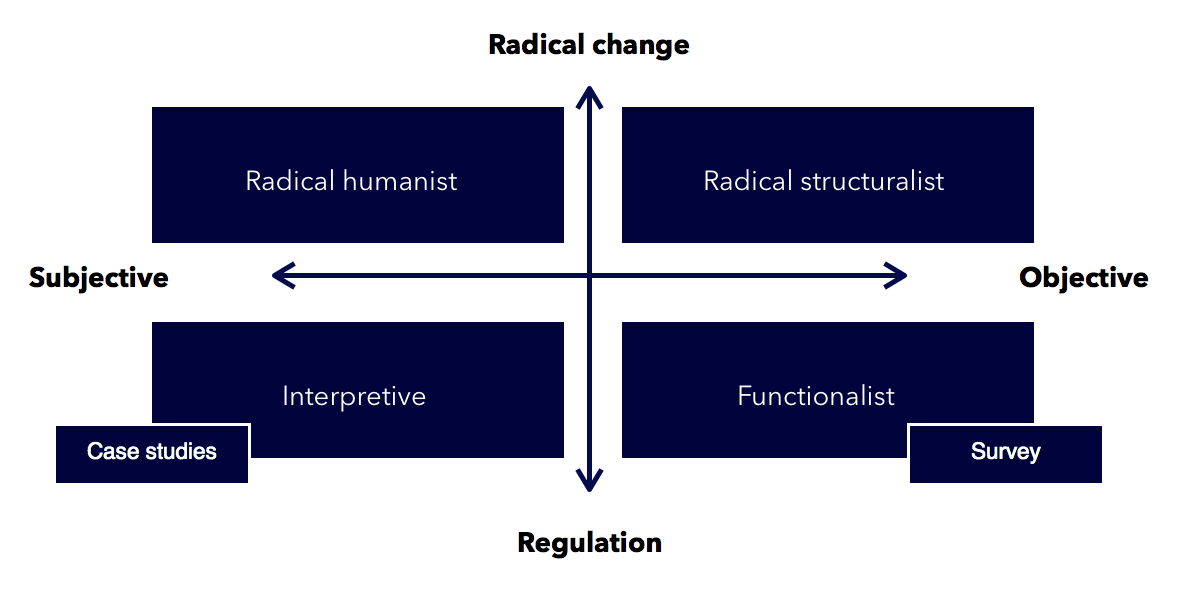 Radical change
Radical humanist
Radical structuralist
Subjective
Objective
Interpretive
Functionalist
Case studies
Survey
Regulation